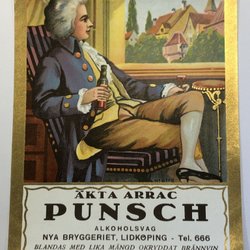 ÄKTA ARRAC
PUNSCH
ALKOHOLSVAG
NYA BRYGGERIET, LIDKÖPING - Tel. 666
BLANDAS MED LIKA MÄNGD OKRYDDAT BRÄNNVIN